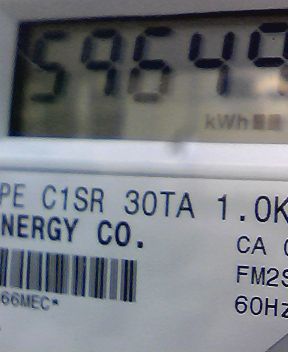 59649
kWh
PE C1SR 30TA 1.0K
NERGY CO.
CA
66MEC*
FM2S
60Hz